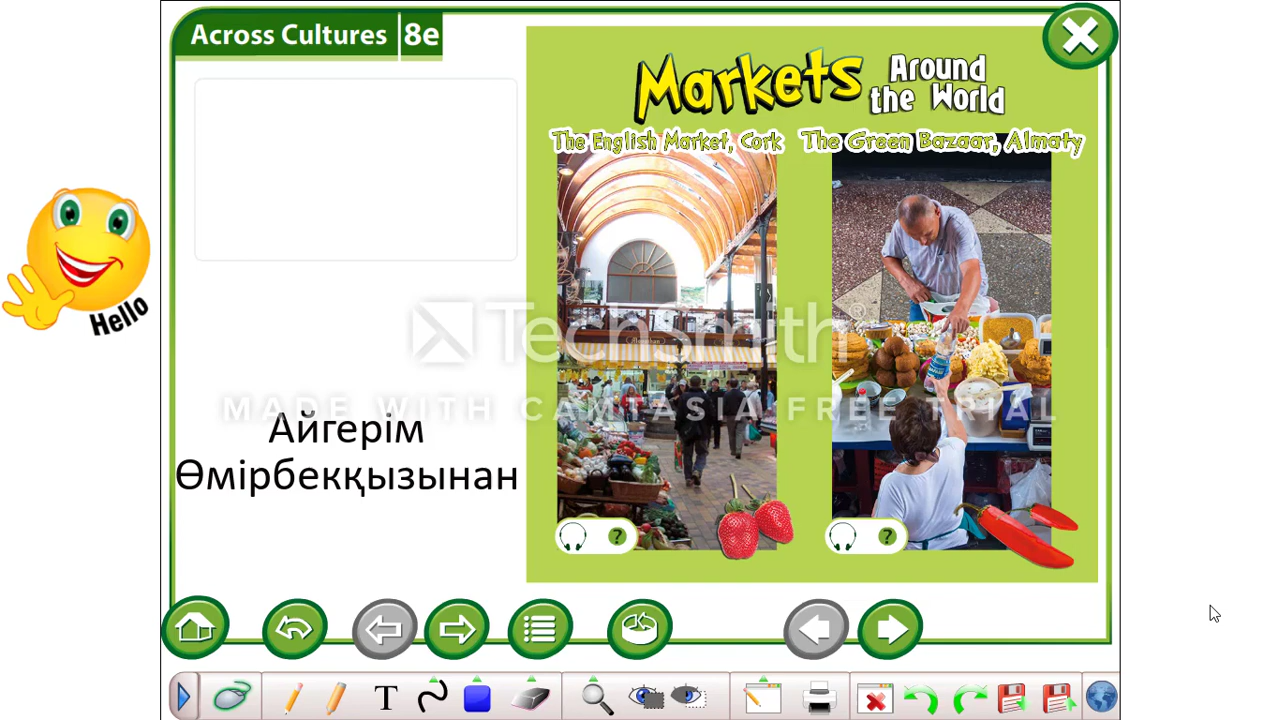 Across Cultures 8e
Markets Around
the World
The English Market, Cork
The Green Bazaar, Almaty
Hello
TechSmith
MADE WITH CAMTASIA FREE TRIAL
Айгерім
Өмірбекқызынан
?
?
T